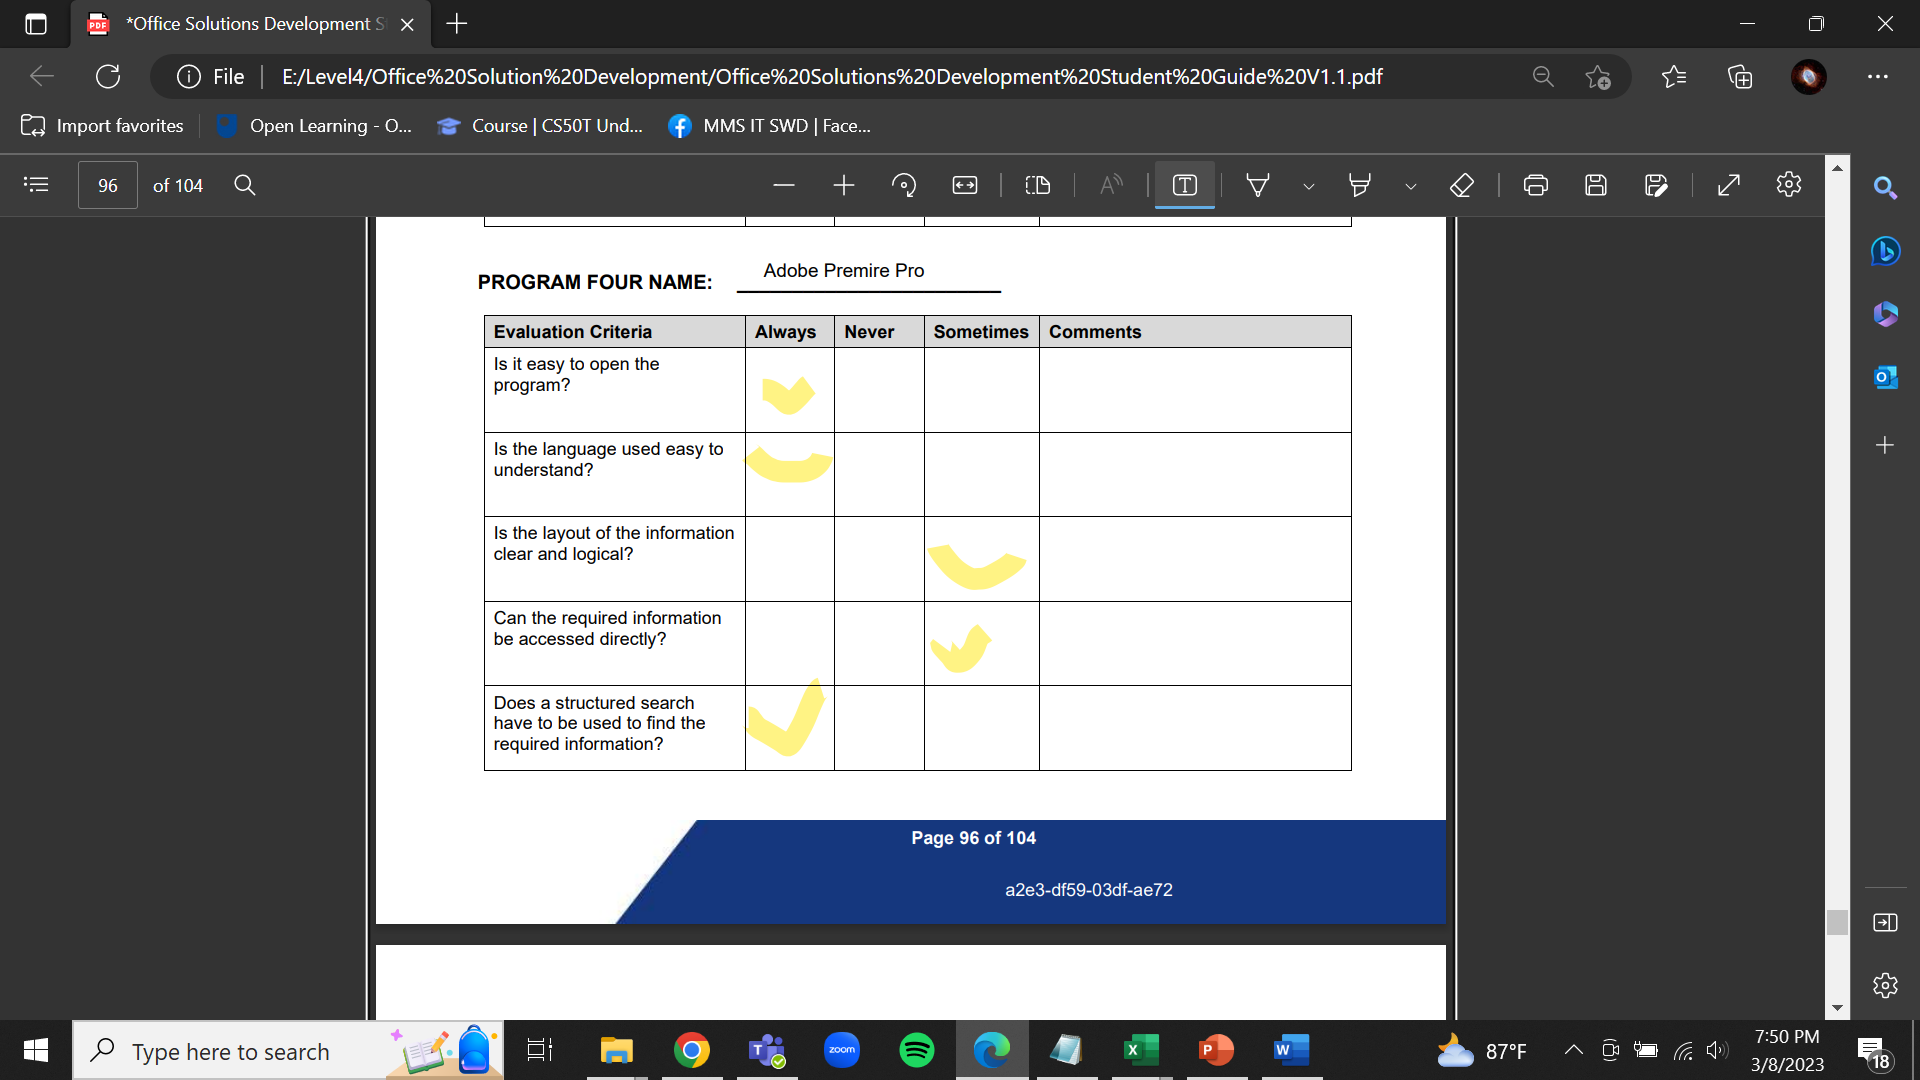 *Office Solutions Development S
File
E:/Level4/Office%20Solution%20Development/Office%20Solutions%20Development%20Student%20Guide%20V1.1.pdf
Import favorites
Open Learning - O...
Course | CS50T Und...
MMS IT SWD | Face...
96
of 104
PROGRAM FOUR NAME:
Adobe Premire Pro
Evaluation Criteria
Always
Never
Sometimes
Comments
Is it easy to open the
program?
Is the language used easy to
understand?
Is the layout of the information
clear and logical?
Can the required information
be accessed directly?
Does a structured search
have to be used to find the
required information?
Page 96 of 104
a2e3-df59-03df-ae72
Type here to search
zoom
87°F
7:50 PM
3/8/2023
18